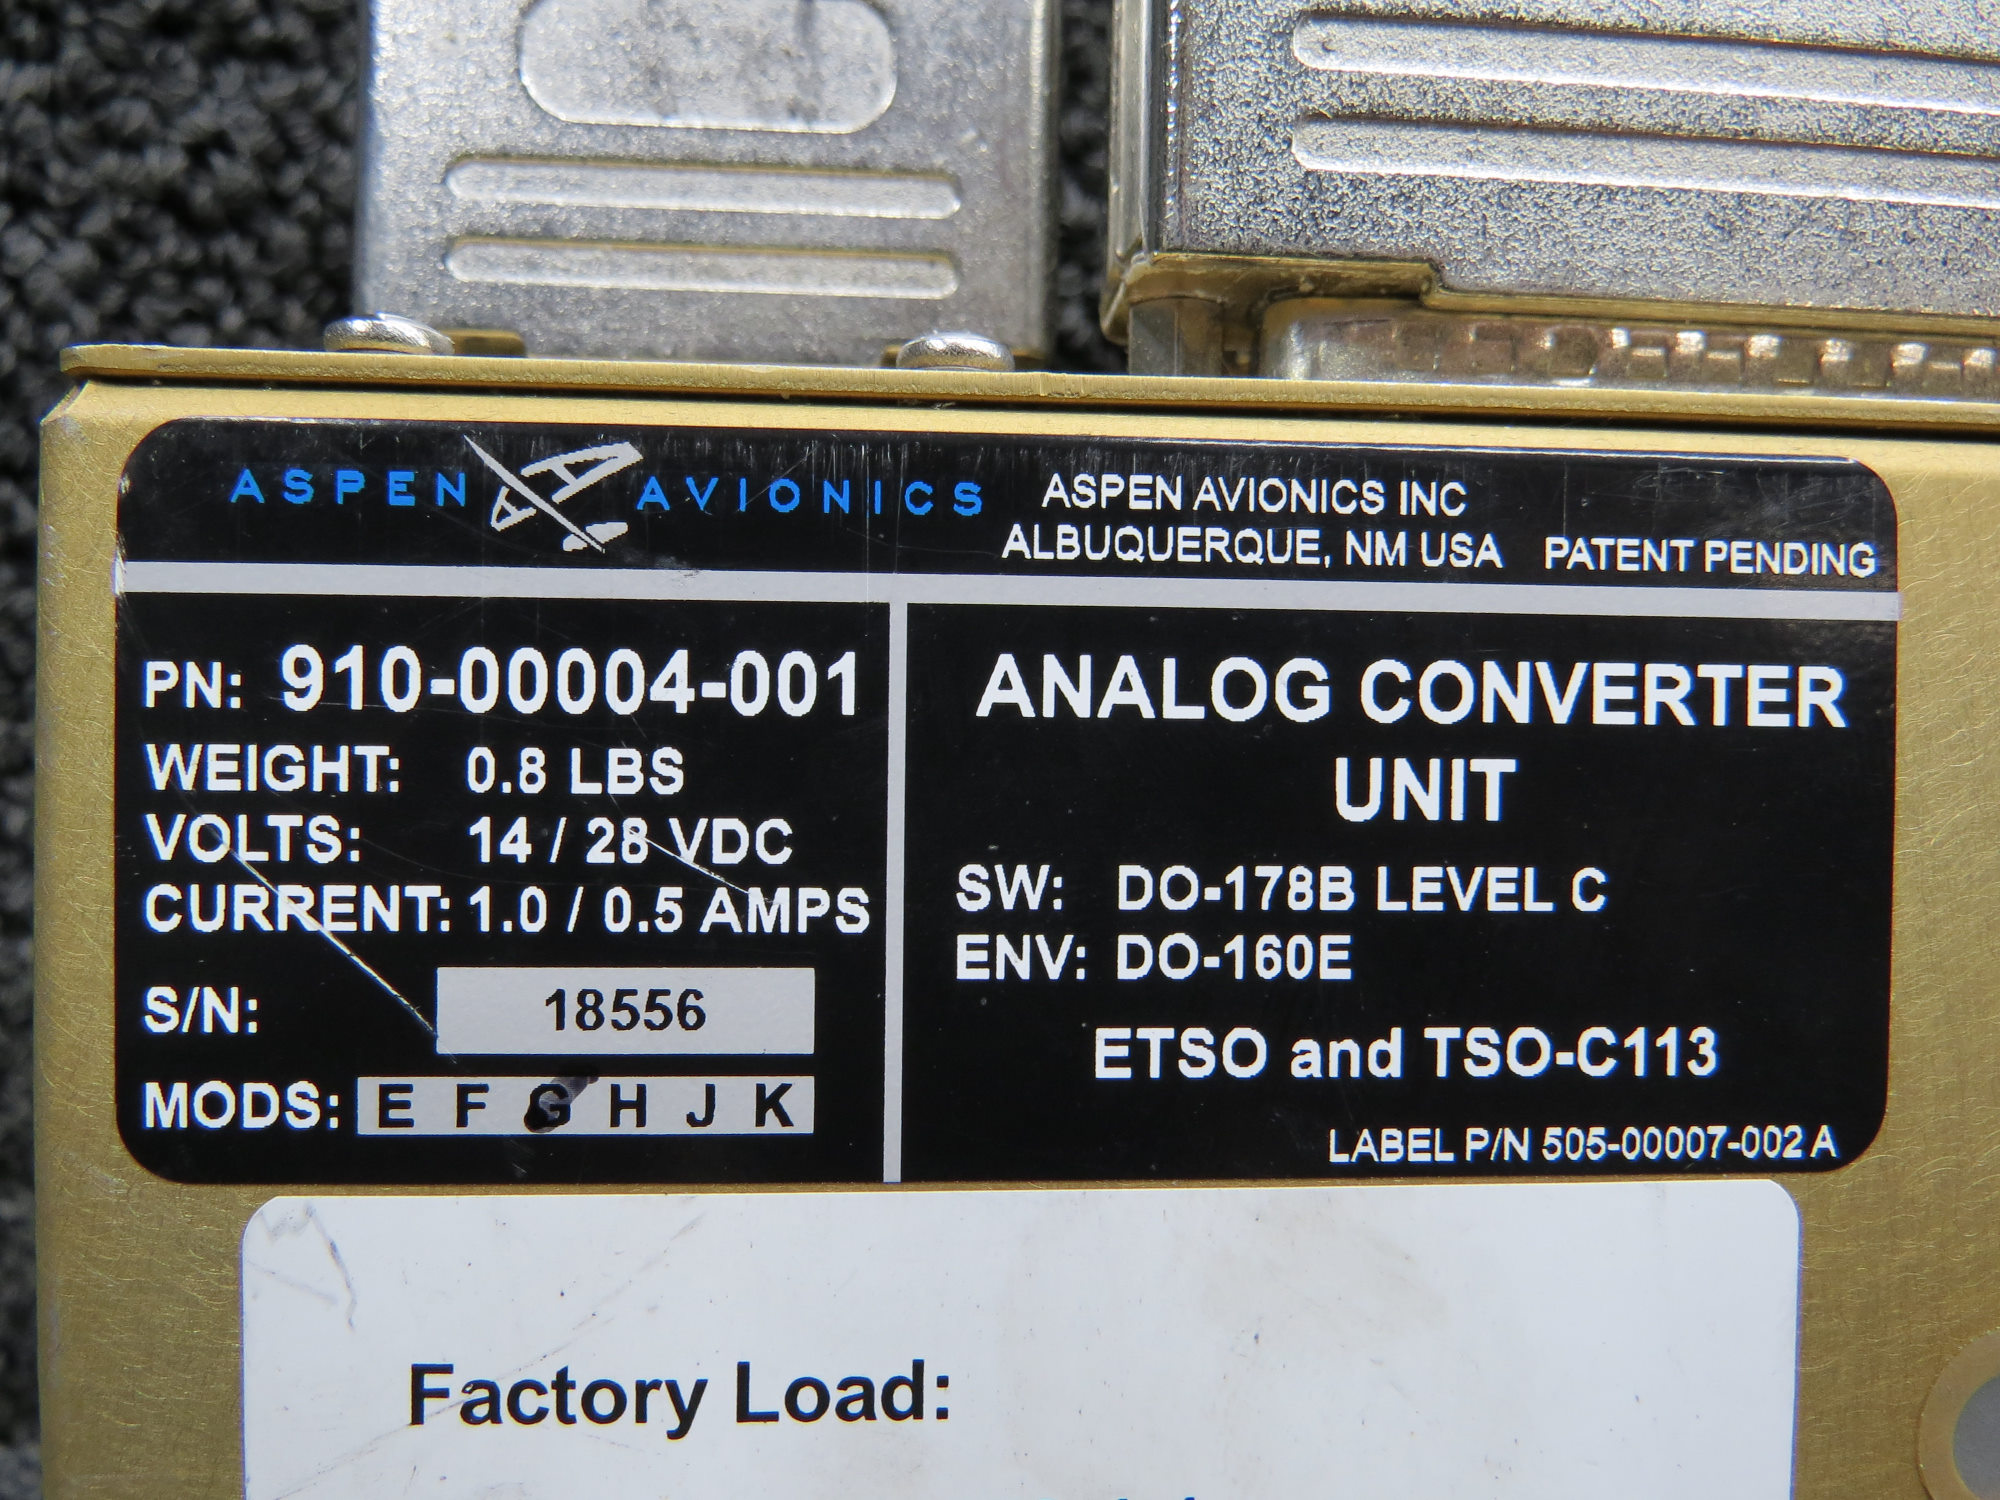 ASPEN AVIONICS
ASPEN AVIONICS INC
ALBUQUERQUE, NM USA PATENT PENDING
PN: 910-00004-001
WEIGHT: 0.8 LBS
VOLTS: 14 / 28 VDC
CURRENT: 1.0 / 0.5 AMPS
S/N: 18556
MODS: E F G H J K
ANALOG CONVERTER
UNIT
SW: DO-178B LEVEL C
ENV: DO-160E
ETSO and TSO-C113
LABEL P/N 505-00007-002 A
Factory Load: